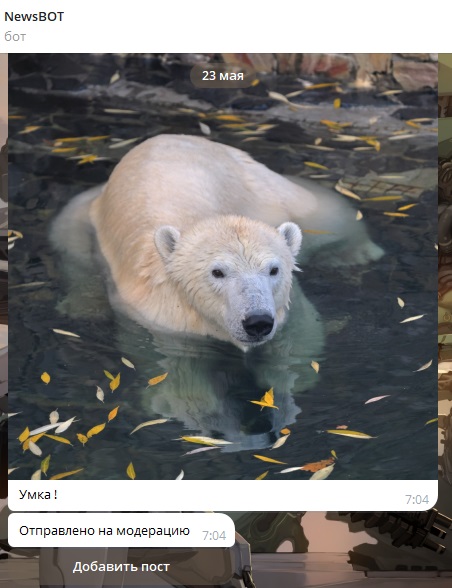 NewsBOT
бот
23 мая
Умка !
7:04
Отправлено на модерацию
7:04
Добавить пост